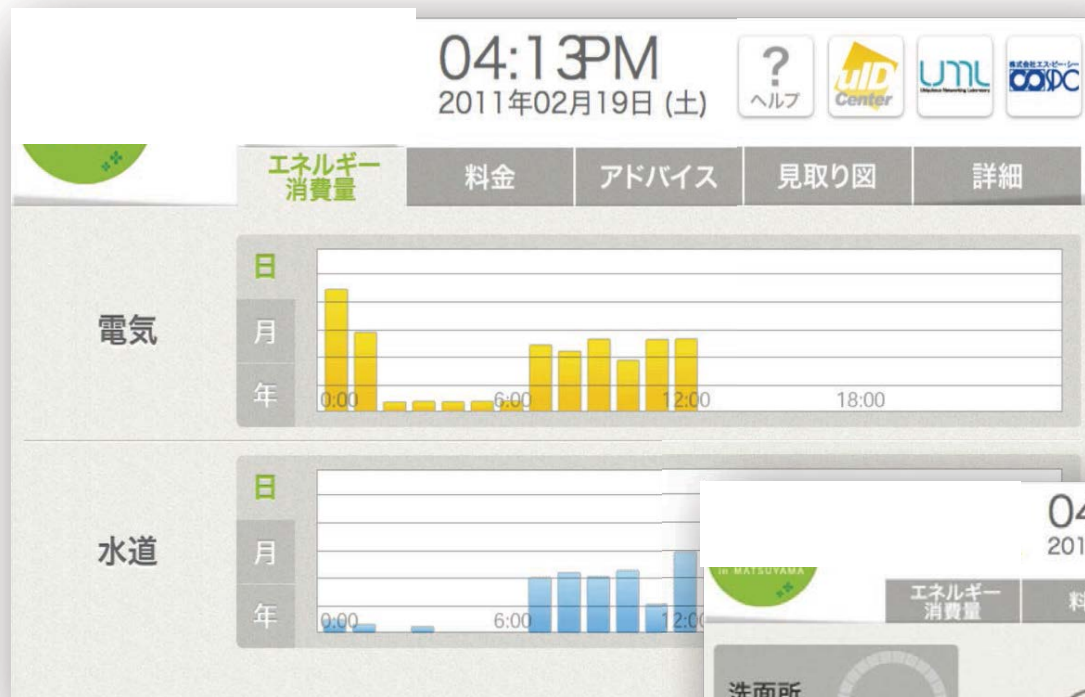 04:13PM
2011年02月19日 (土)
?
ヘルプ
uID
Center
UNL
Ubiquitous Networking Laboratory
株式会社エス・ピー・シー
SPC
エネルギー
消費量
料金
アドバイス
見取り図
詳細
電気
日
月
年
0:00
6:00
12:00
18:00
水道
日
月
年
0:00
6:00
12:00
04
201
in MATSUYAMA
エネルギー
消費量
料
洗面所